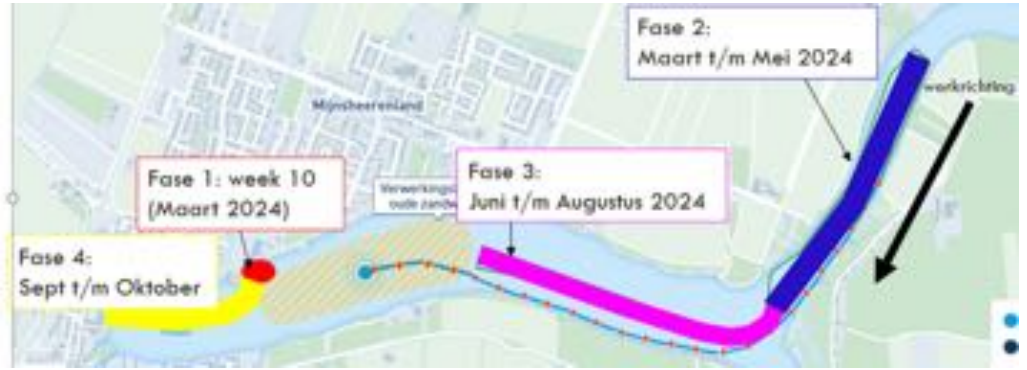 Fase 2:
Maart t/m Mei 2024
werkrichting
Mijnsheerenland
Fase 1: week 10
(Maart 2024)
Fase 3:
Juni t/m Augustus 2024
oude
Fase 4:
Sept t/m Oktober